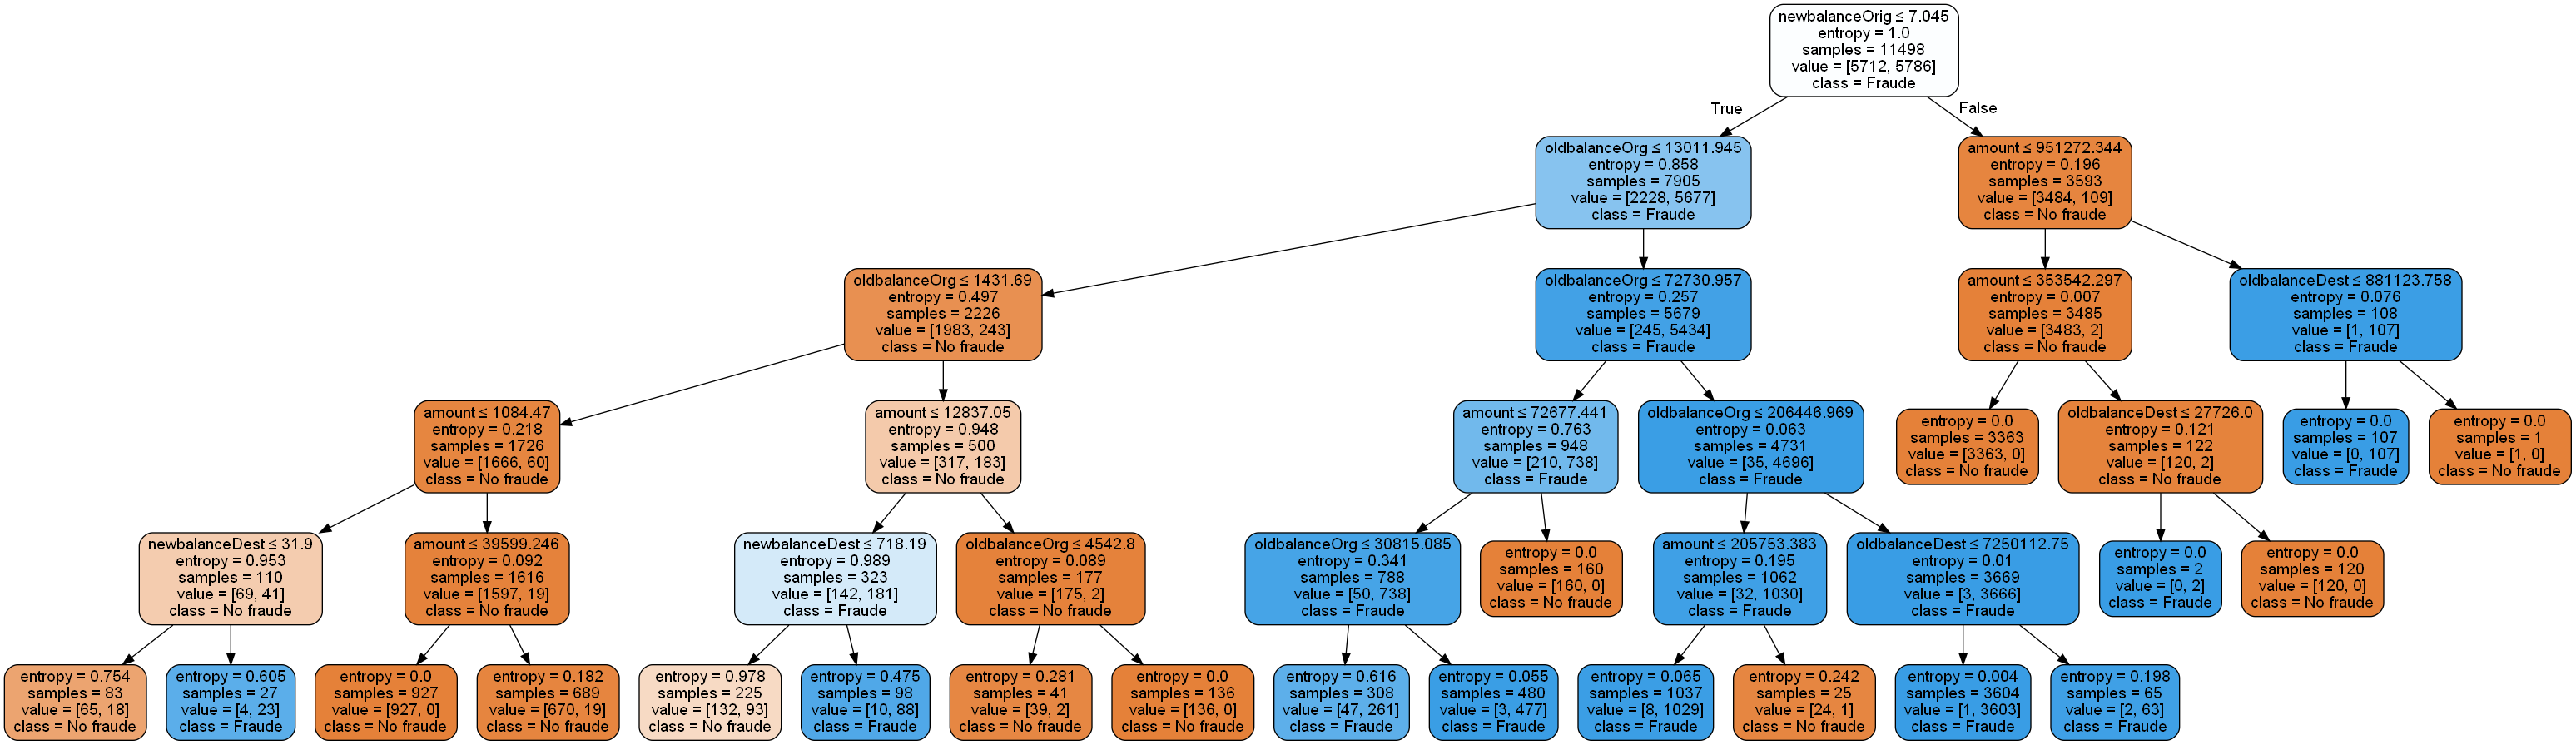 newbalanceOrig ≤ 7.045
entropy = 1.0
samples = 11498
value = [5712, 5786]
class = Fraude
True
False
oldbalanceOrg ≤ 13011.945
entropy = 0.858
samples = 7905
value = [2228, 5677]
class = Fraude
amount ≤ 951272.344
entropy = 0.196
samples = 3593
value = [3484, 109]
class = No fraude
oldbalanceOrg ≤ 1431.69
entropy = 0.497
samples = 2226
value = [1983, 243]
class = No fraude
oldbalanceOrg ≤ 72730.957
entropy = 0.257
samples = 5679
value = [245, 5434]
class = Fraude
amount ≤ 353542.297
entropy = 0.007
samples = 3485
value = [3483, 2]
class = No fraude
oldbalanceDest ≤ 881123.758
entropy = 0.076
samples = 108
value = [1, 107]
class = Fraude
amount ≤ 1084.47
entropy = 0.218
samples = 1726
value = [1666, 60]
class = No fraude
amount ≤ 12837.05
entropy = 0.948
samples = 500
value = [317, 183]
class = No fraude
amount ≤ 72677.441
entropy = 0.763
samples = 948
value = [210, 738]
class = Fraude
oldbalanceOrg ≤ 206446.969
entropy = 0.063
samples = 4731
value = [35, 4696]
class = Fraude
entropy = 0.0
samples = 3363
value = [3363, 0]
class = No fraude
oldbalanceDest ≤ 27726.0
entropy = 0.121
samples = 122
value = [120, 2]
class = No fraude
entropy = 0.0
samples = 107
value = [0, 107]
class = Fraude
entropy = 0.0
samples = 1
value = [1, 0]
class = No fraude
newbalanceDest ≤ 31.9
entropy = 0.953
samples = 110
value = [69, 41]
class = No fraude
amount ≤ 39599.246
entropy = 0.092
samples = 1616
value = [1597, 19]
class = No fraude
newbalanceDest ≤ 718.19
entropy = 0.989
samples = 323
value = [142, 181]
class = Fraude
oldbalanceOrg ≤ 4542.8
entropy = 0.089
samples = 177
value = [175, 2]
class = No fraude
oldbalanceOrg ≤ 30815.085
entropy = 0.341
samples = 788
value = [50, 738]
class = Fraude
entropy = 0.0
samples = 160
value = [160, 0]
class = No fraude
amount ≤ 205753.383
entropy = 0.195
samples = 1062
value = [32, 1030]
class = Fraude
oldbalanceDest ≤ 7250112.75
entropy = 0.01
samples = 3669
value = [3, 3666]
class = Fraude
entropy = 0.0
samples = 2
value = [0, 2]
class = Fraude
entropy = 0.0
samples = 120
value = [120, 0]
class = No fraude
entropy = 0.754
samples = 83
value = [65, 18]
class = No fraude
entropy = 0.605
samples = 27
value = [4, 23]
class = Fraude
entropy = 0.0
samples = 927
value = [927, 0]
class = No fraude
entropy = 0.182
samples = 689
value = [670, 19]
class = No fraude
entropy = 0.978
samples = 225
value = [132, 93]
class = No fraude
entropy = 0.475
samples = 98
value = [10, 88]
class = Fraude
entropy = 0.281
samples = 41
value = [39, 2]
class = No fraude
entropy = 0.0
samples = 136
value = [136, 0]
class = No fraude
entropy = 0.616
samples = 308
value = [47, 261]
class = Fraude
entropy = 0.055
samples = 480
value = [3, 477]
class = Fraude
entropy = 0.065
samples = 1037
value = [8, 1029]
class = Fraude
entropy = 0.242
samples = 25
value = [24, 1]
class = No fraude
entropy = 0.004
samples = 3604
value = [1, 3603]
class = Fraude
entropy = 0.198
samples = 65
value = [2, 63]
class = Fraude